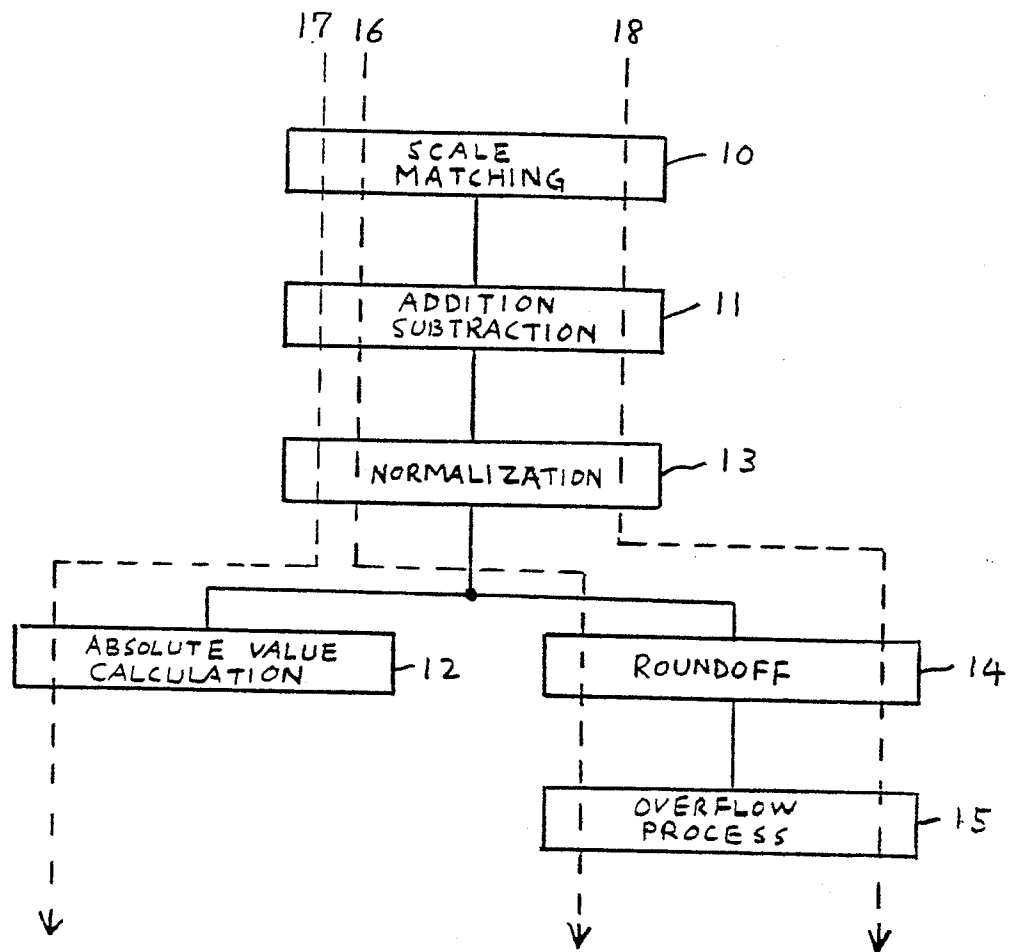 17 16 18
SCALE
MATCHING
10
ADDITION
SUBTRACTION
11
NORMALIZATION
13
ABSOLUTE VALUE
CALCULATION
12
ROUNDOFF
14
OVERFLOW
PROCESS
15